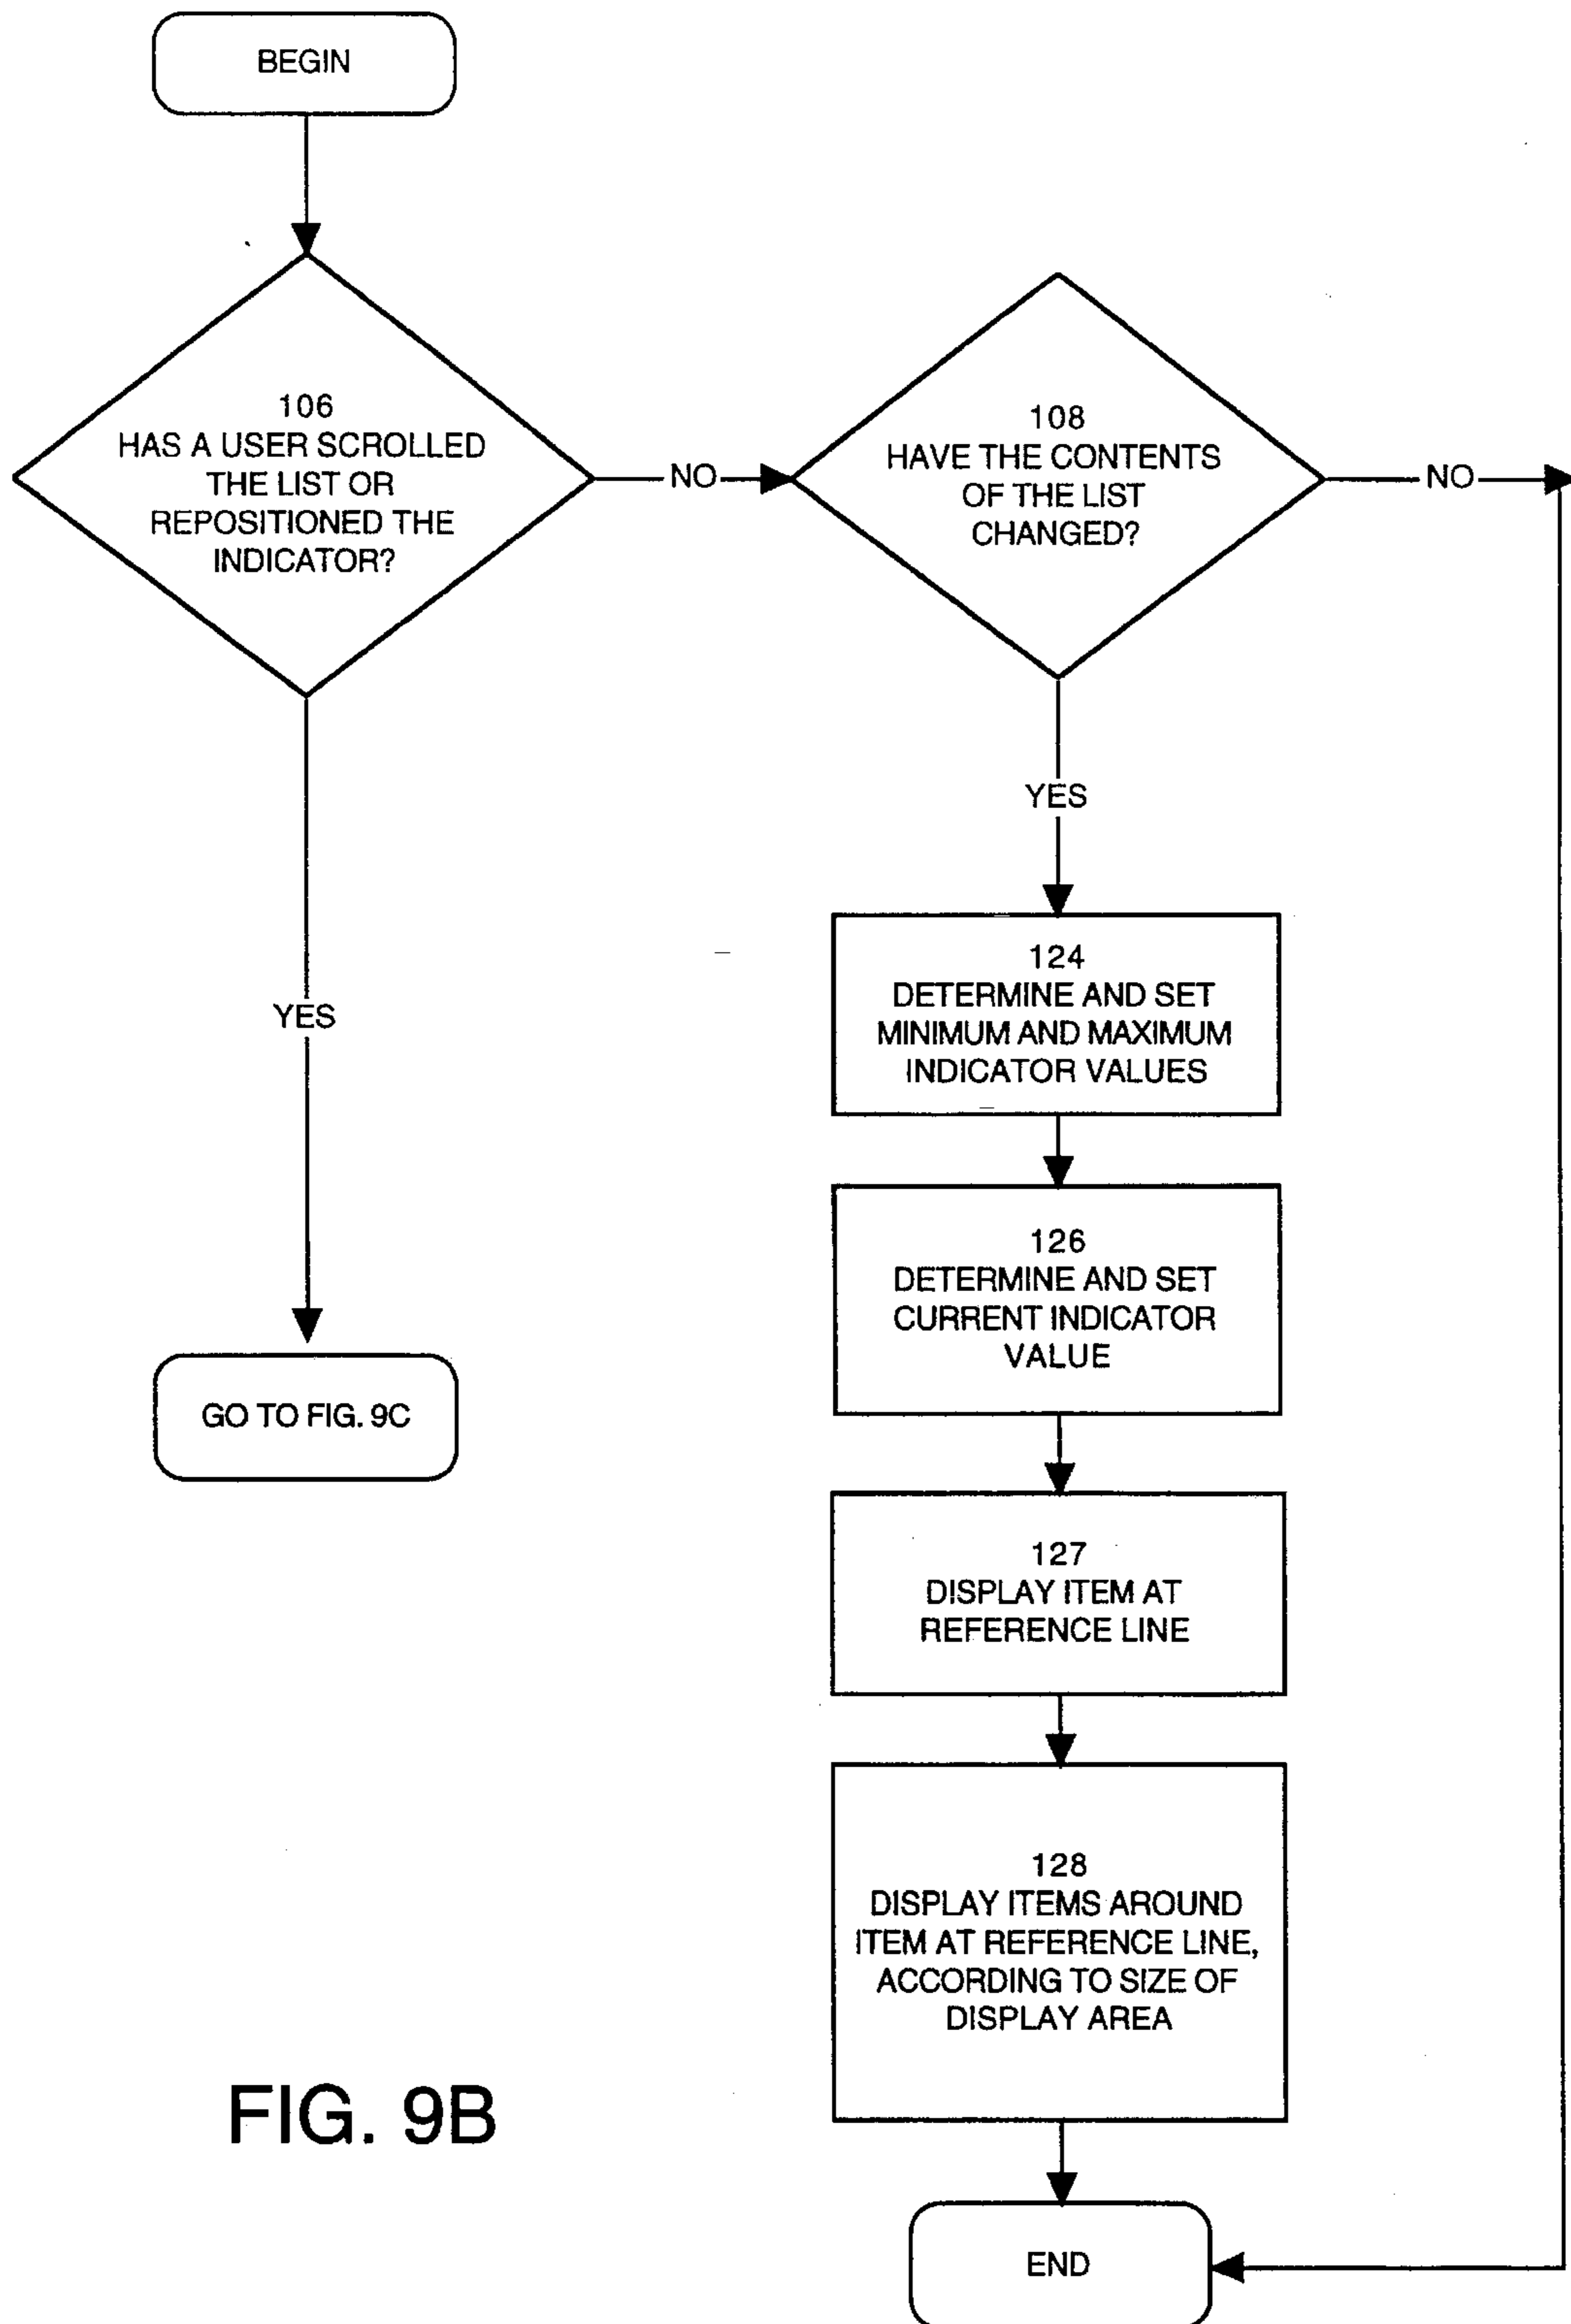 BEGIN
106
HAS A USER SCROLLED
THE LIST OR
REPOSITIONED THE
INDICATOR?
NO
108
HAVE THE CONTENTS
OF THE LIST
CHANGED?
NO
YES
YES
124
DETERMINE AND SET
MINIMUM AND MAXIMUM
INDICATOR VALUES
126
DETERMINE AND SET
CURRENT INDICATOR
VALUE
GO TO FIG. 9C
127
DISPLAY ITEM AT
REFERENCE LINE
128
DISPLAY ITEMS AROUND
ITEM AT REFERENCE LINE,
ACCORDING TO SIZE OF
DISPLAY AREA
FIG. 9B
END